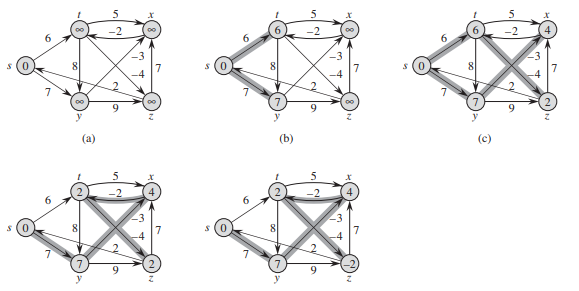 t 5 x
6 ∞ −2 ∞
s 0 8 −3 −4 7
7 2
∞ 9 ∞
y z
(a)
t 5 x
6 6 −2 ∞
s 0 8 −3 −4 7
7 2
7 9 ∞
y z
(b)
t 5 x
6 6 −2 4
s 0 8 −3 −4 7
7 2
7 9 2
y z
(c)
t 5 x
6 2 −2 4
s 0 8 −3 −4 7
7 2
7 9 2
y z
t 5 x
6 2 −2 4
s 0 8 −3 −4 7
7 2
7 9 −2
y z